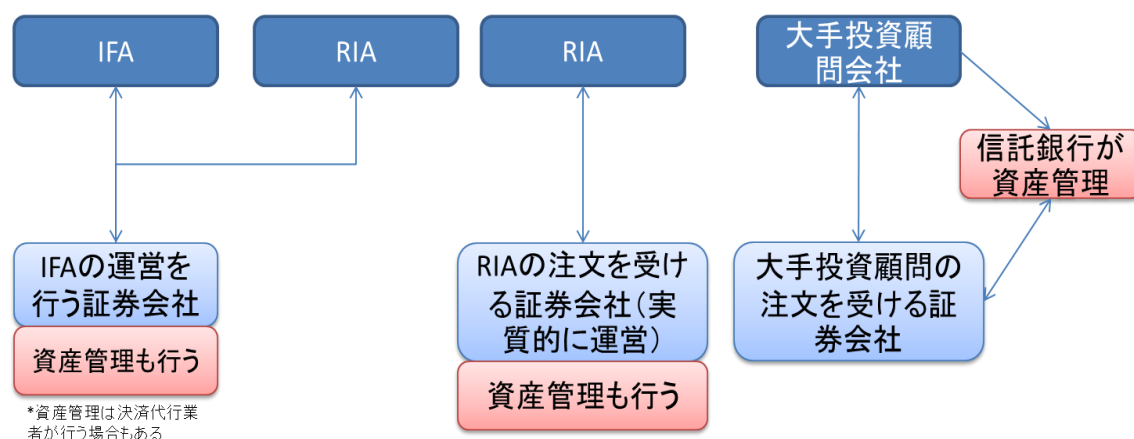 IFA
RIA
RIA
大手投資顧
問会社
信託銀行が
資産管理
IFAの運営を
行う証券会社
資産管理も行う
*資産管理は決済代行業
者が行う場合もある
RIAの注文を受け
る証券会社(実
質的に運営)
資産管理も行う
大手投資顧問の
注文を受ける証
券会社